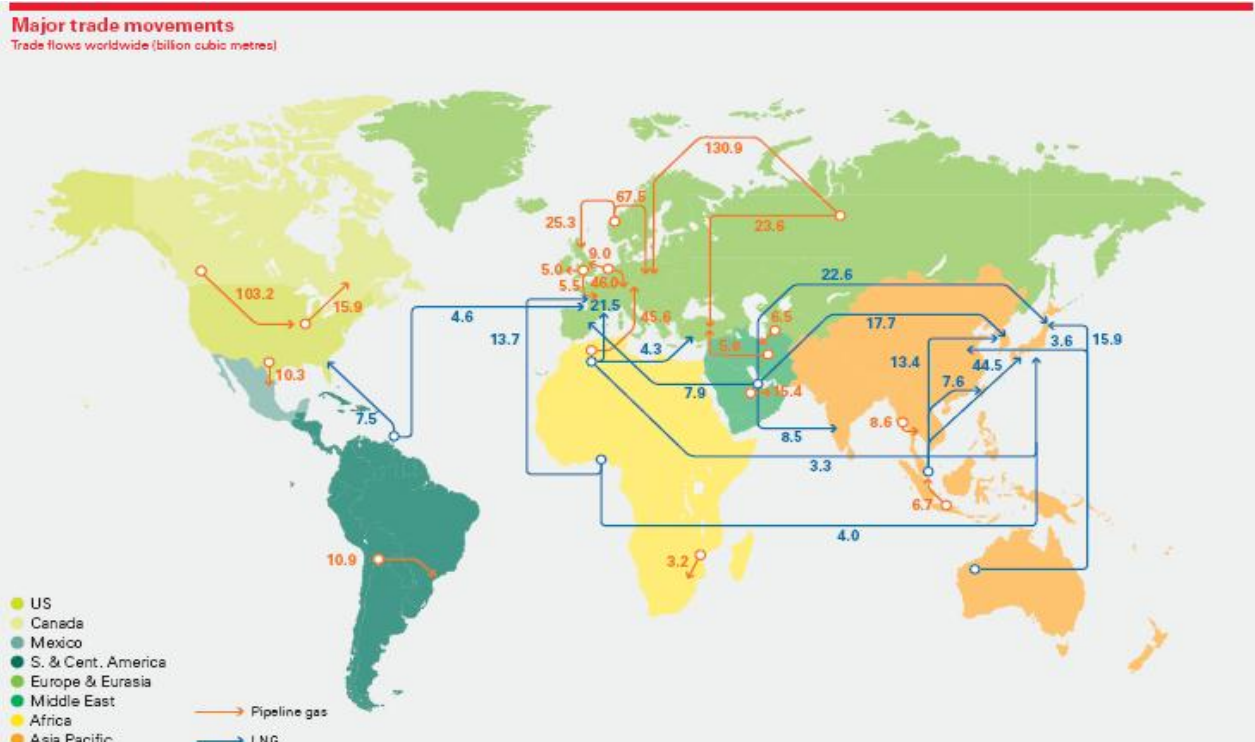 Major trade movements
Trade flows worldwide (billion cubic metres)
130.9
67.5
25.3
23.6
9.0
5.0
22.6
5.5
46.0
103.2
15.9
21.5
6.5
4.6
45.6
17.7
13.7
4.3
5.8
3.6
15.9
13.4
44.5
10.3
7.6
7.9
15.4
7.5
8.6
8.5
3.3
6.7
4.0
10.9
3.2
US
Canada
Mexico
S. & Cent. America
Europe & Eurasia
Middle East
Africa
Asia Pacific
Pipeline gas
LNG